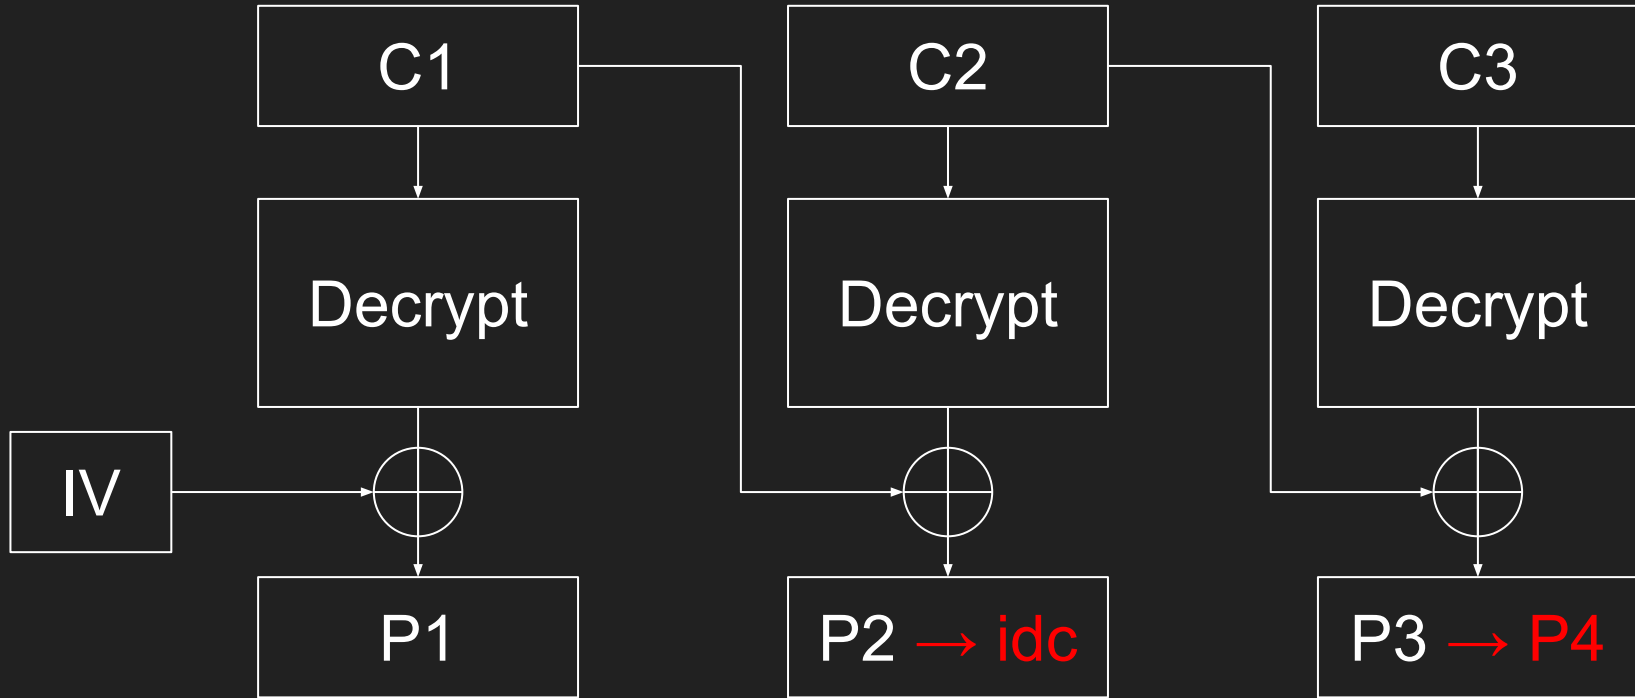 C1
C2
C3
Decrypt
Decrypt
Decrypt
IV
P1
P2 → idc
P3 → P4